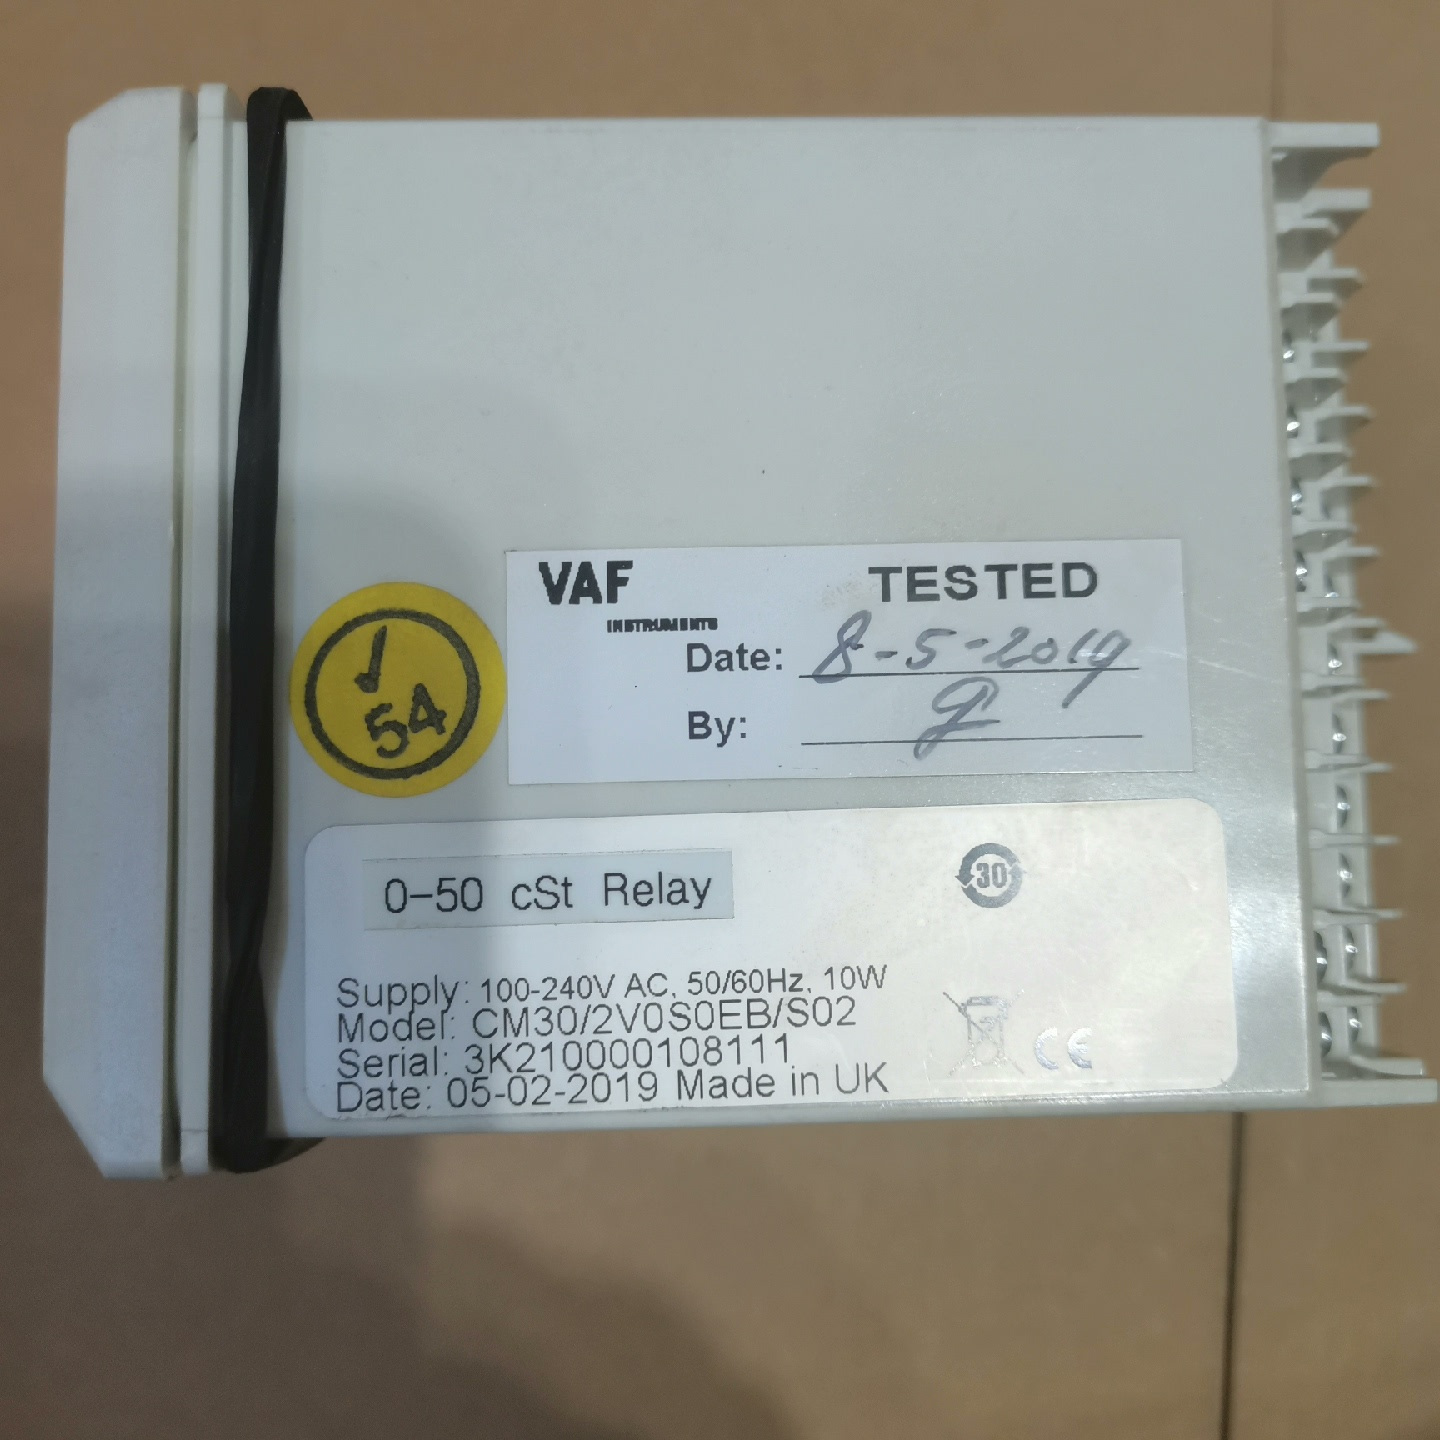 VAF
INSTRUMENTS
TESTED
Date: 8-5-2019
By:
✓
54
0-50 cSt Relay
30
Supply: 100-240V AC, 50/60Hz, 10W
Model: CM30/2V0S0EB/S02
Serial: 3K210000108111
Date: 05-02-2019 Made in UK
CE